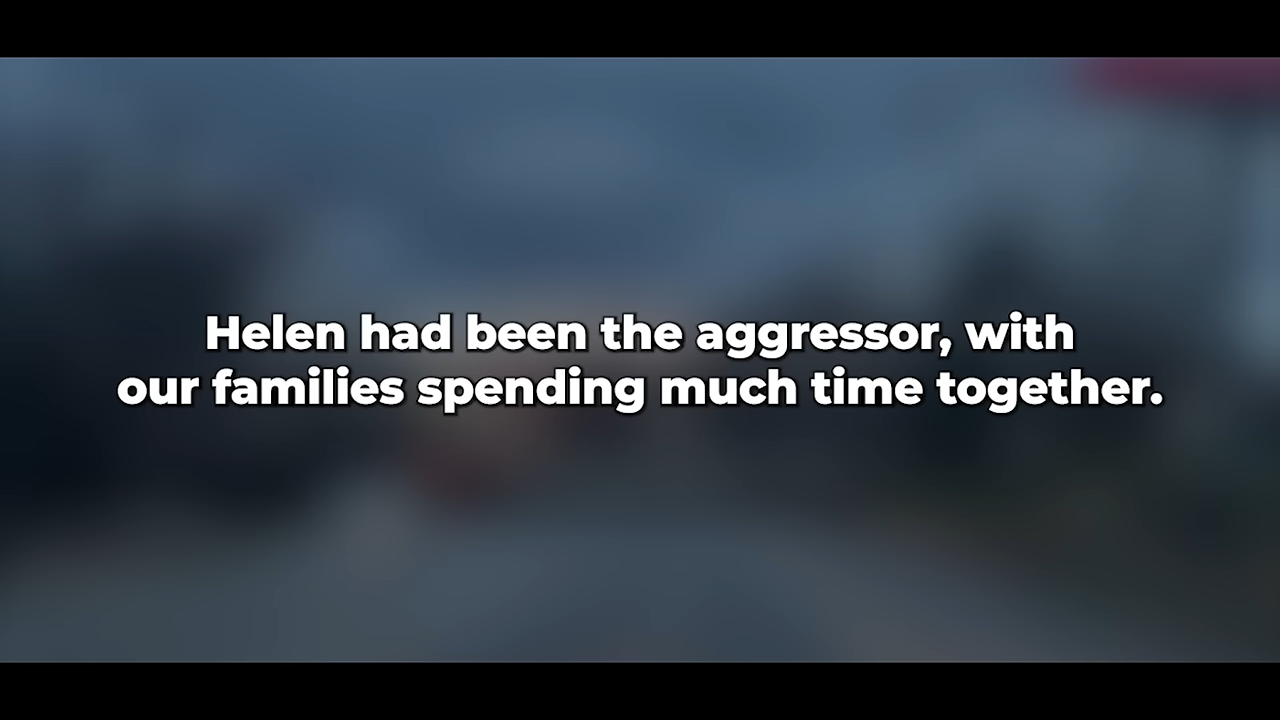 Helen had been the aggressor, with
our families spending much time together.